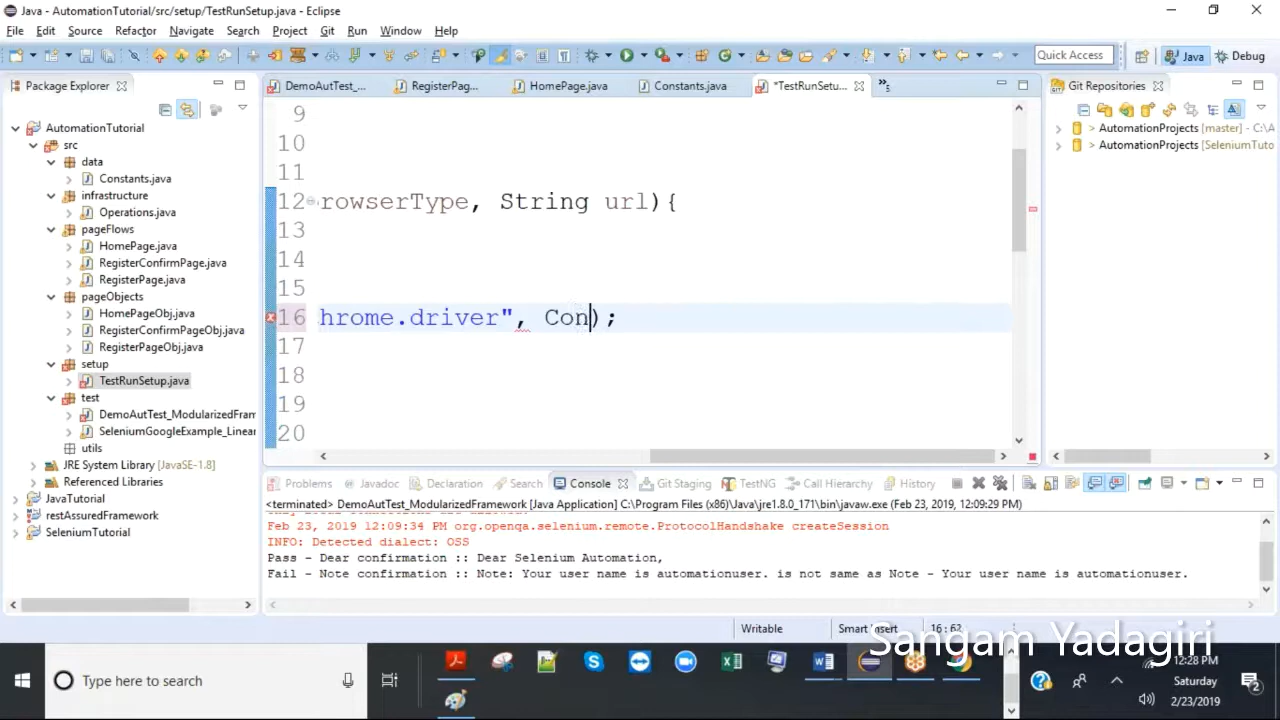 Java - AutomationTutorial/src/setup/TestRunSetup.java - Eclipse
File Edit Source Refactor Navigate Search Project Git Run Window Help
Quick Access
Java
Debug
Package Explorer
DemoAutTest_...
RegisterPag...
HomePage.java
Constants.java
*TestRunSetu...
5
Git Repositories
AutomationTutorial
src
data
Constants.java
infrastructure
Operations.java
pageFlows
HomePage.java
RegisterConfirmPage.java
RegisterPage.java
pageObjects
HomePageObj.java
RegisterConfirmPageObj.java
RegisterPageObj.java
setup
TestRunSetup.java
test
DemoAutTest_ModularizedFram
SeleniumGoogleExample_Linear
utils
JRE System Library [JavaSE-1.8]
Referenced Libraries
JavaTutorial
restAssuredFramework
SeleniumTutorial
9
10
11
12 rowserType, String url){
13
14
15
16 hrome.driver", Con);
17
18
19
20
> AutomationProjects [master] - C:\A
> AutomationProjects [SeleniumTuto
Problems Javadoc Declaration Search Console Git Staging TestNG Call Hierarchy History
<terminated> DemoAutTest_ModularizedFramework [Java Application] C:\Program Files (x86)\Java\jre1.8.0_171\bin\javaw.exe (Feb 23, 2019, 12:09:29 PM)
Feb 23, 2019 12:09:34 PM org.openqa.selenium.remote.ProtocolHandshake createSession
INFO: Detected dialect: OSS
Pass - Dear confirmation :: Dear Selenium Automation,
Fail - Note confirmation :: Note: Your user name is automationuser. is not same as Note - Your user name is automationuser.
Writable
Smart Insert
16 : 62
Sangam Yadagiri
Type here to search
12:28 PM
Saturday
2/23/2019
2